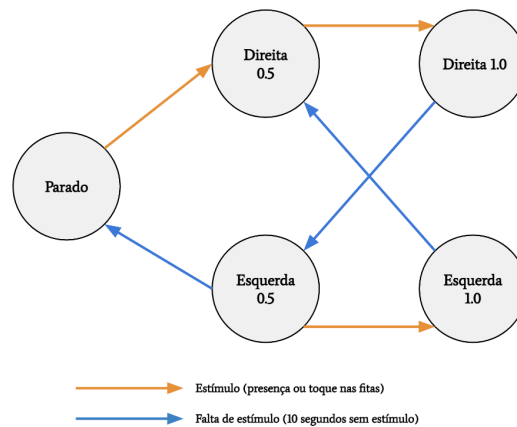 Direita
0.5
Direita 1.0
Parado
Esquerda
0.5
Esquerda
1.0
Estímulo (presença ou toque nas fitas)
Falta de estímulo (10 segundos sem estímulo)